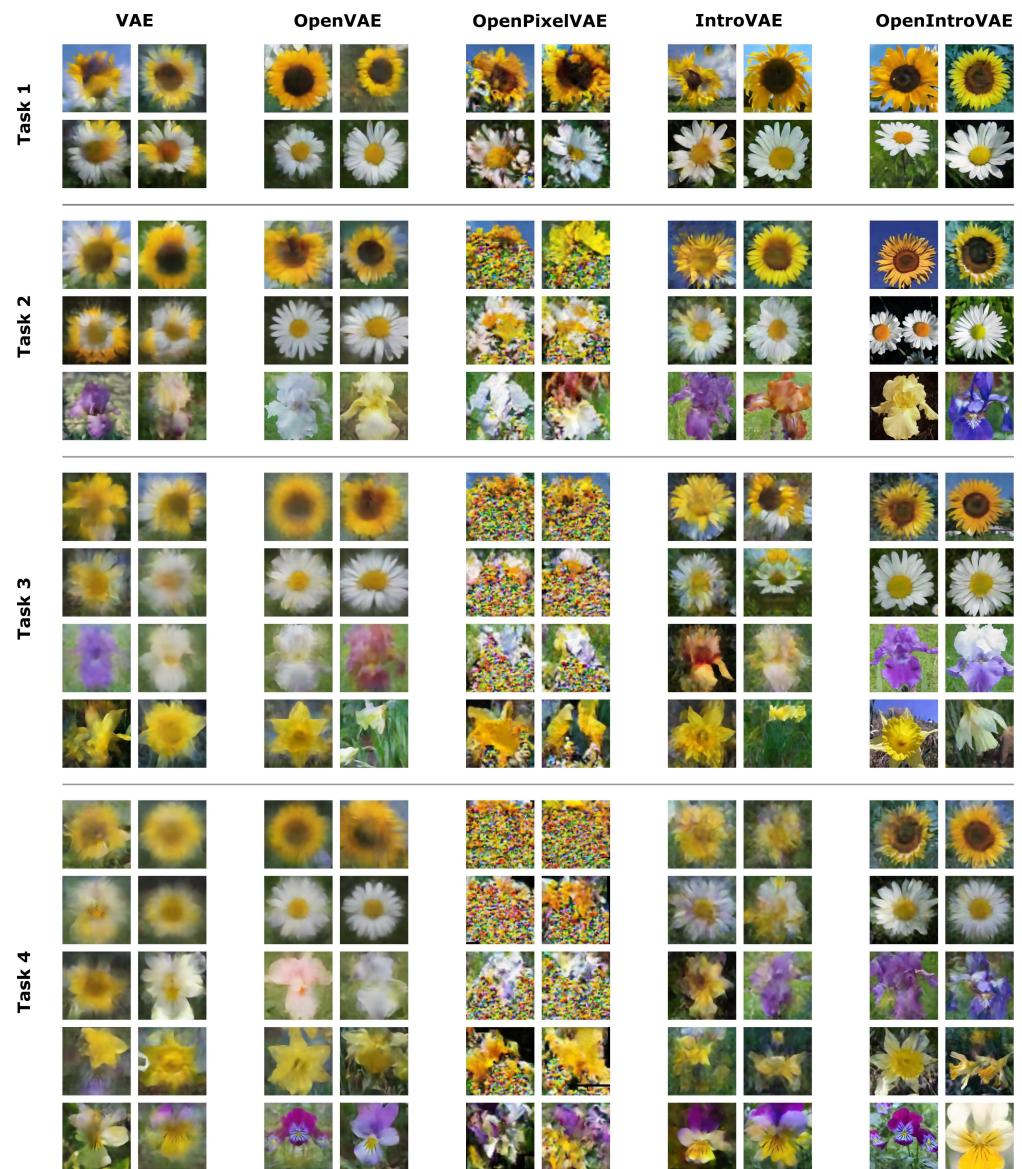 VAE OpenVAE OpenPixelVAE IntroVAE OpenIntroVAE
Task 1
Task 2
Task 3
Task 4